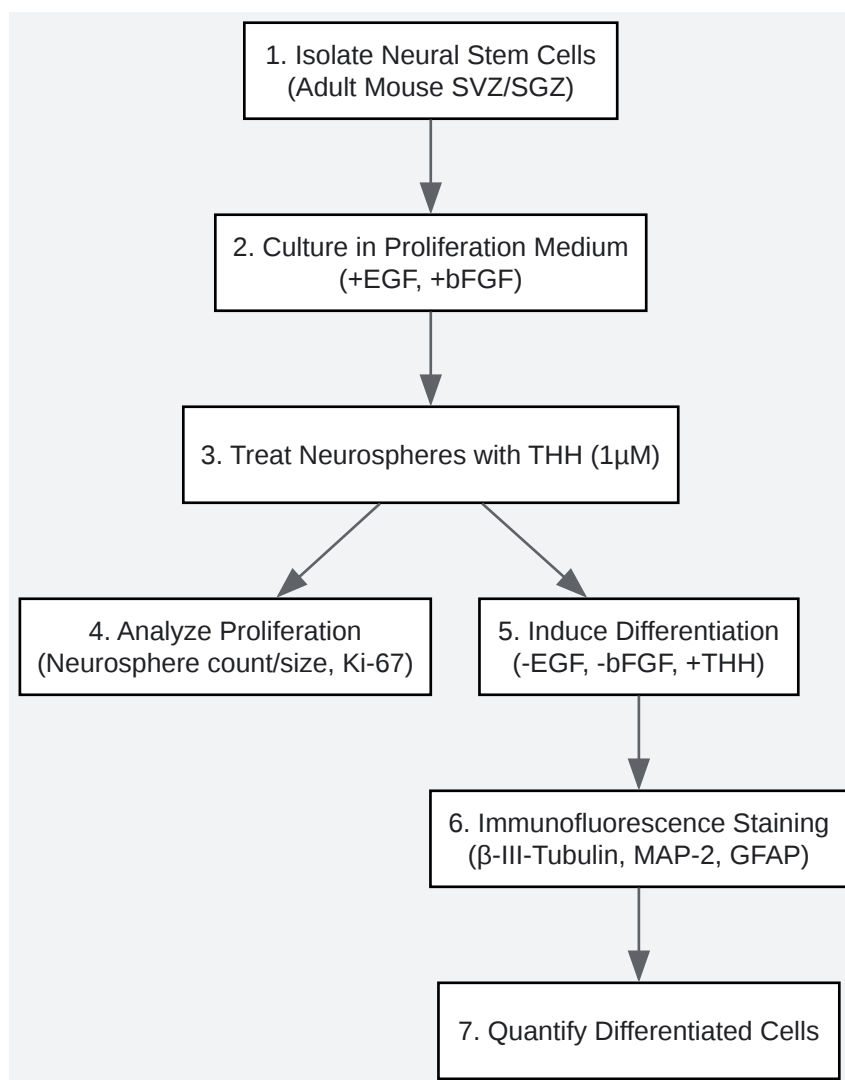 1. Isolate Neural Stem Cells
(Adult Mouse SVZ/SGZ)
2. Culture in Proliferation Medium
(+EGF, +bFGF)
3. Treat Neurospheres with THH (1µM)
4. Analyze Proliferation
(Neurosphere count/size, Ki-67)
5. Induce Differentiation
(-EGF, -bFGF, +THH)
6. Immunofluorescence Staining
(β-III-Tubulin, MAP-2, GFAP)
7. Quantify Differentiated Cells